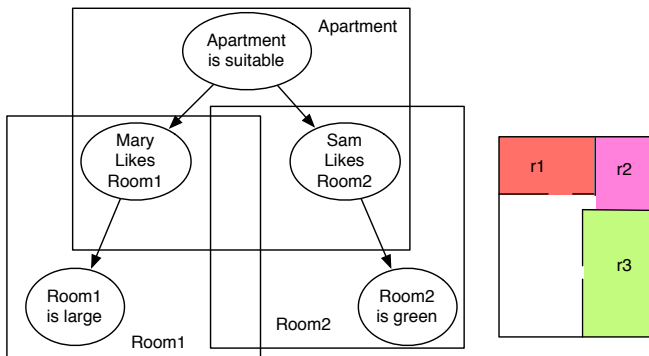 Apartment
is suitable
Apartment
Mary
Likes
Room1
Sam
Likes
Room2
Room1
is large
Room1
Room2
is green
Room2
r1
r2
r3